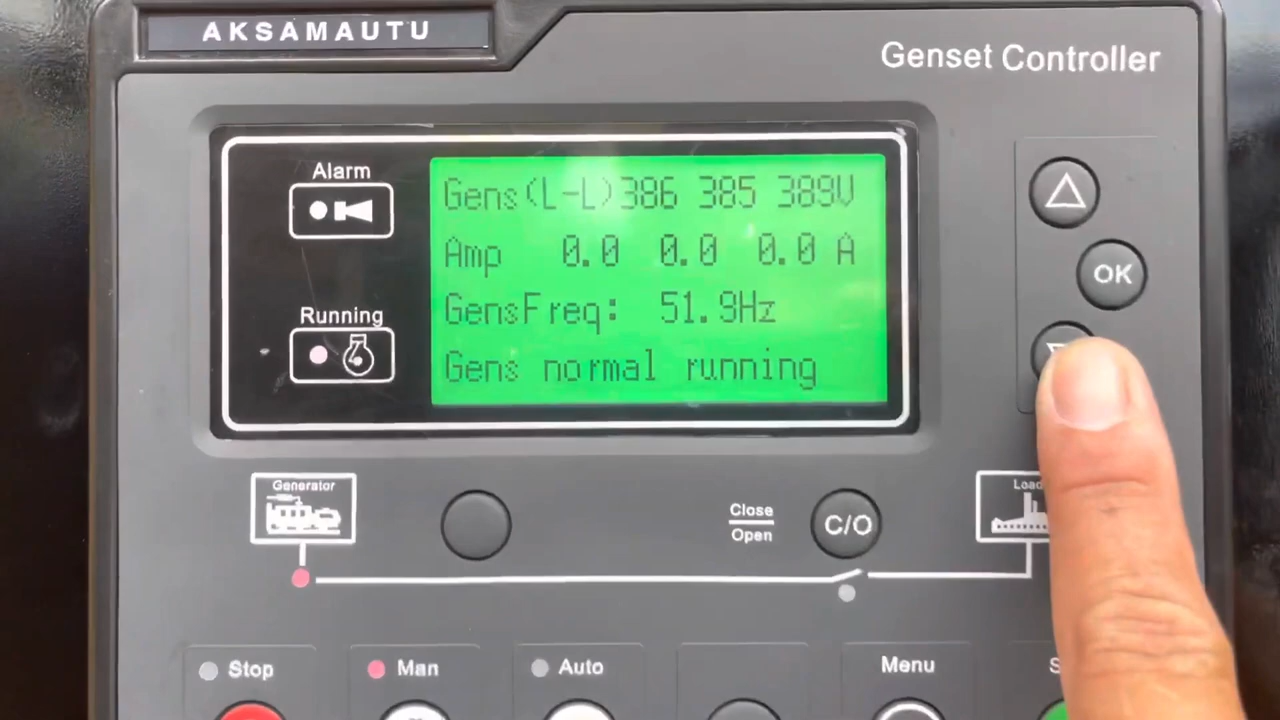 AKSAMAUTU
Genset Controller
Alarm
Gens(L-L)386 385 389V
Amp 0.0 0.0 0.0 A
Running
GensFreq: 51.9Hz
Gens normal running
OK
Generator
Close
Open
C/O
Load
Stop
Man
Auto
Menu